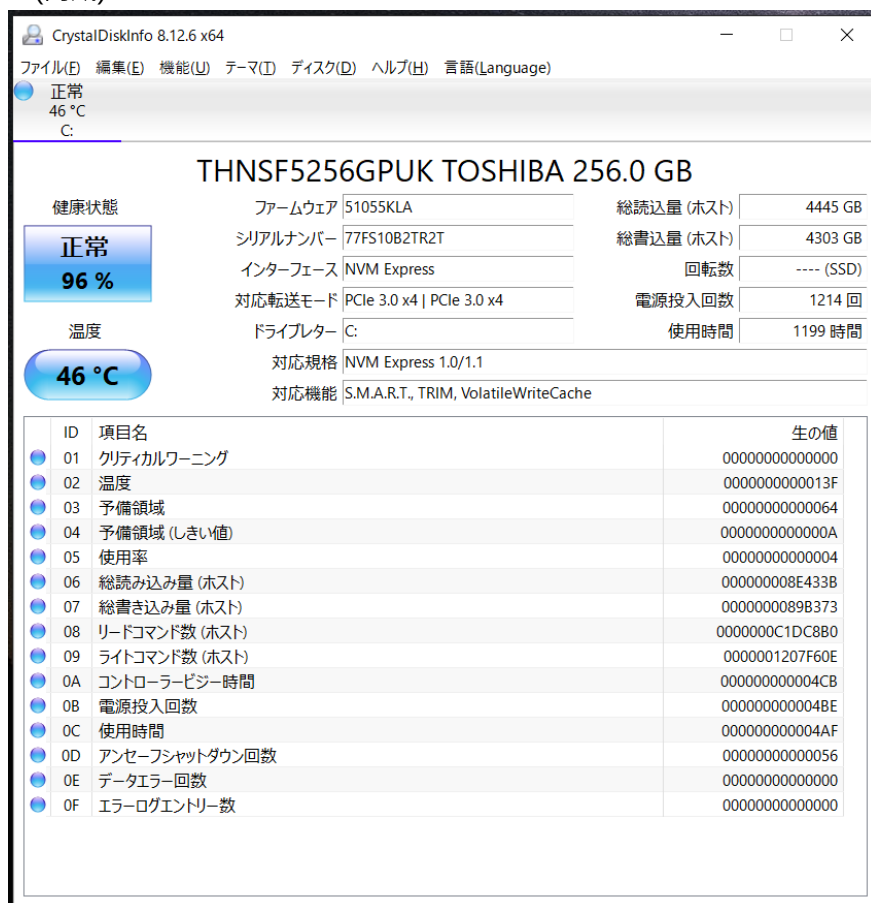 CrystalDiskInfo 8.12.6 x64
ファイル(F) 編集(E) 機能(U) テーマ(T) ディスク(D) ヘルプ(H) 言語(Language)
正常
46 °C
C:
THNSF5256GPUK TOSHIBA 256.0 GB
健康状態
正常
96 %
温度
46 °C
ファームウェア 51055KLA
シリアルナンバー 77FS10B2TR2T
インターフェース NVM Express
対応転送モード PCIe 3.0 x4 | PCIe 3.0 x4
ドライブレター C:
対応規格 NVM Express 1.0/1.1
対応機能 S.M.A.R.T., TRIM, VolatileWriteCache
総読込量 (ホスト) 4445 GB
総書込量 (ホスト) 4303 GB
回転数 ---- (SSD)
電源投入回数 1214 回
使用時間 1199 時間
ID 項目名 生の値
01 クリティカルワーニング 00000000000000
02 温度 0000000000013F
03 予備領域 00000000000064
04 予備領域 (しきい値) 0000000000000A
05 使用率 00000000000004
06 総読み込み量 (ホスト) 000000008E433B
07 総書き込み量 (ホスト) 0000000089B373
08 リードコマンド数 (ホスト) 0000000C1DC8B0
09 ライトコマンド数 (ホスト) 0000001207F60E
0A コントローラービジー時間 000000000004CB
0B 電源投入回数 000000000004BE
0C 使用時間 000000000004AF
0D アンセーフシャットダウン回数 00000000000056
0E データエラー回数 00000000000000
0F エラーログエントリー数 00000000000000